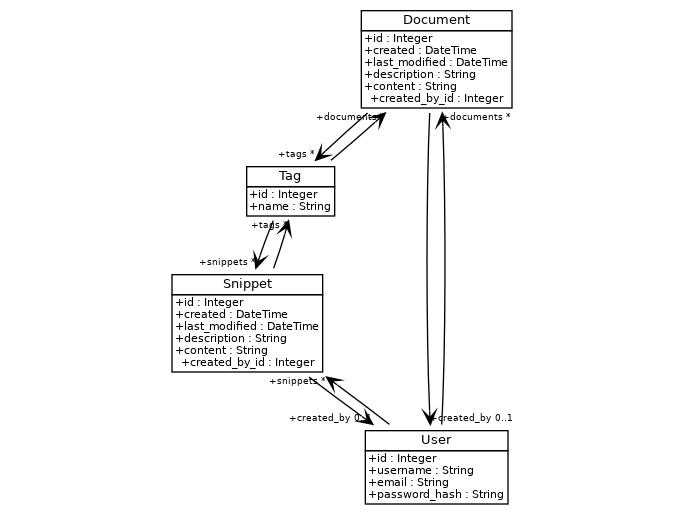 Document
+id : Integer
+created : DateTime
+last_modified : DateTime
+description : String
+content : String
+created_by_id : Integer
+documents *
+documents *
+tags *
Tag
+id : Integer
+name : String
+tags *
+snippets *
Snippet
+id : Integer
+created : DateTime
+last_modified : DateTime
+description : String
+content : String
+created_by_id : Integer
+snippets *
+created_by 0..1
+created_by 0..1
User
+id : Integer
+username : String
+email : String
+password_hash : String